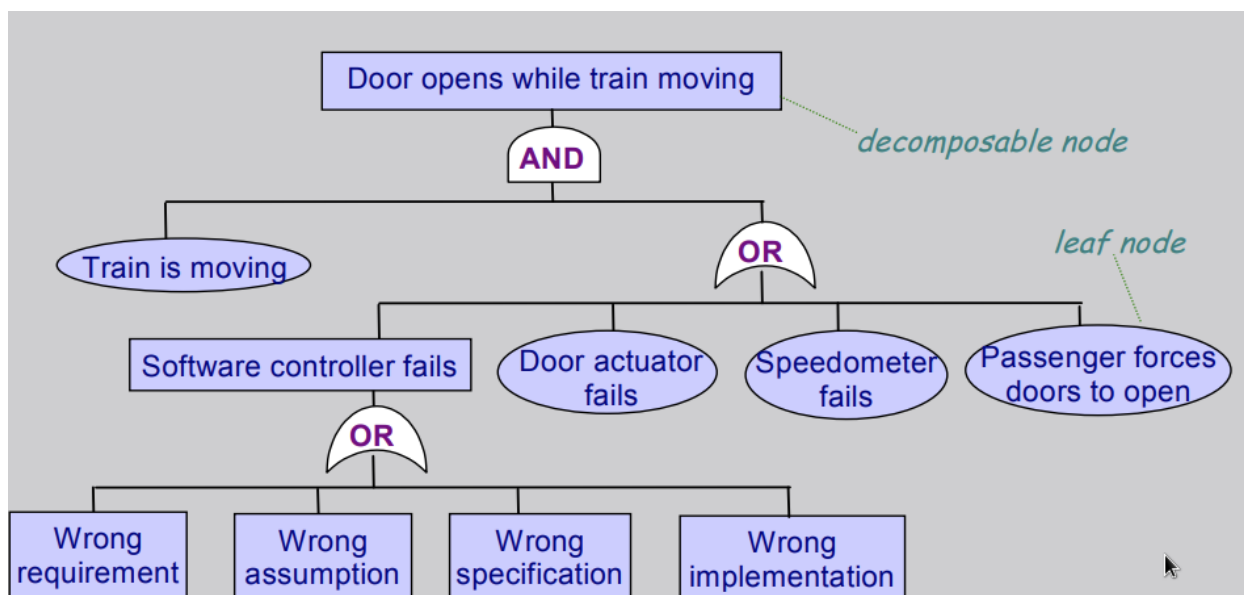 Door opens while train moving
decomposable node
AND
leaf node
Train is moving
OR
Software controller fails
Door actuator
fails
Speedometer
fails
Passenger forces
doors to open
OR
Wrong
requirement
Wrong
assumption
Wrong
specification
Wrong
implementation